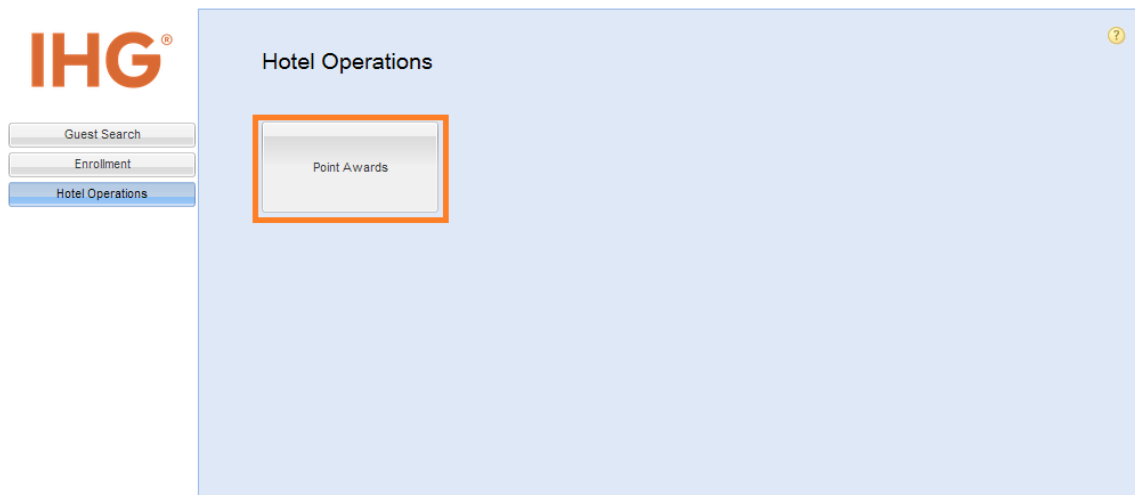 IHG®
Guest Search
Enrollment
Hotel Operations
Hotel Operations
Point Awards
?